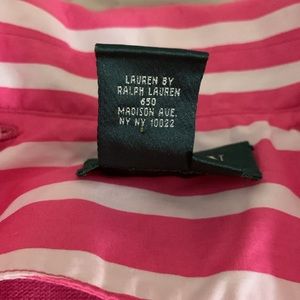 LAUREN BY
RALPH LAUREN
650
MADISON AVE.
NY NY 10022